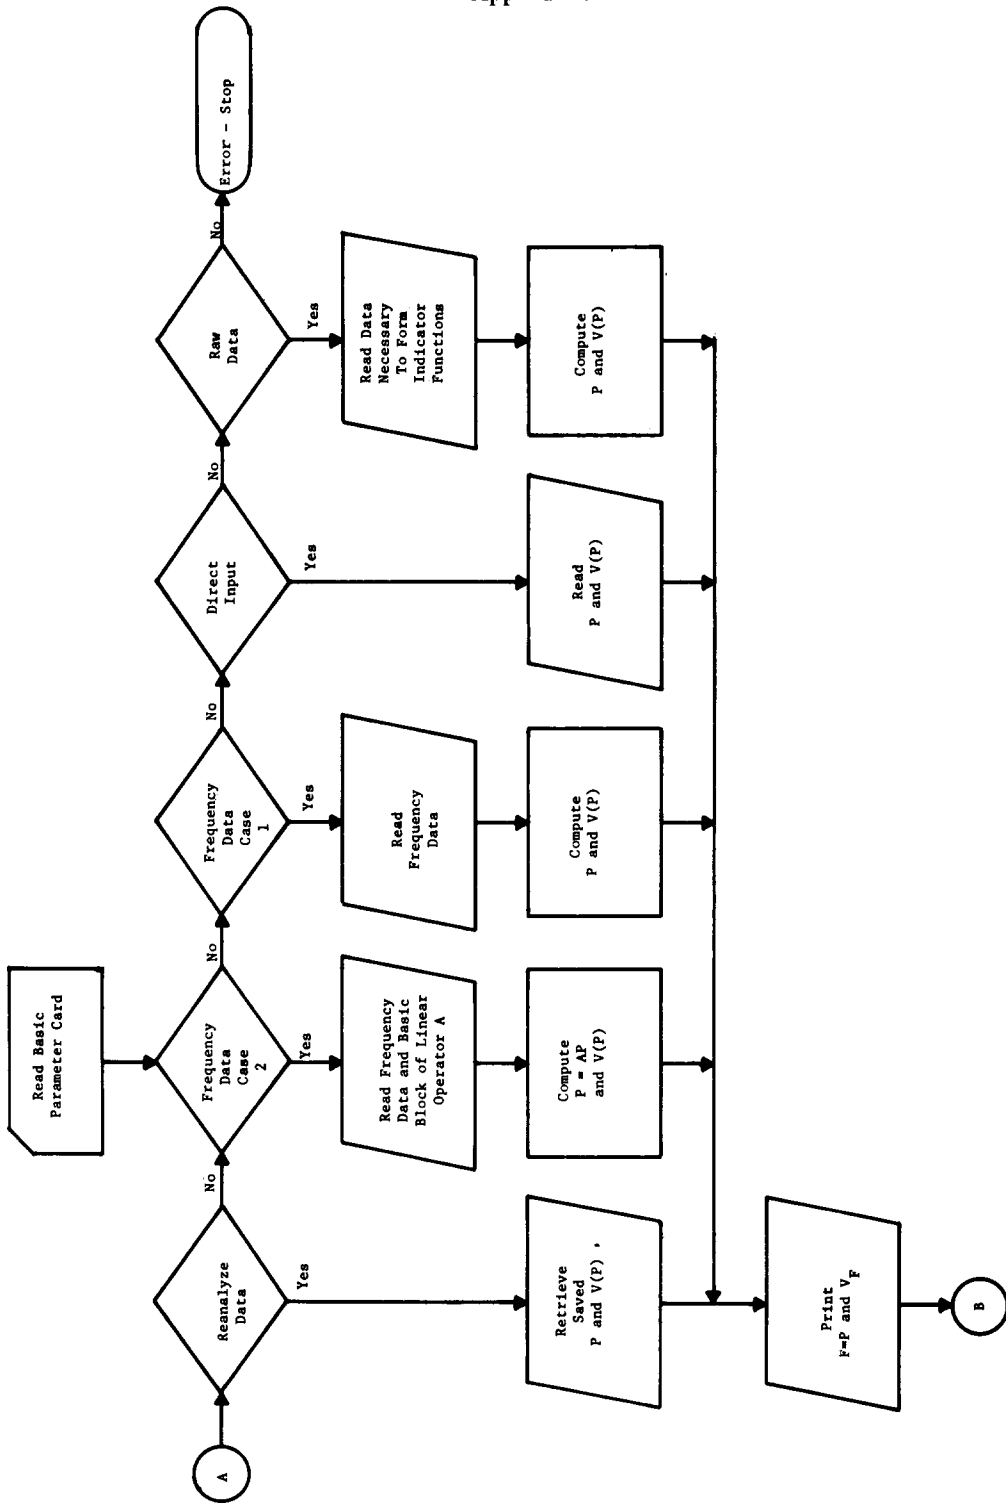 Read Basic
Parameter Card
A
Reanalyze
Data
No
Yes
Frequency
Data
Case
2
No
Yes
Frequency
Data
Case
1
No
Yes
Direct
Input
No
Yes
Raw
Data
No
Yes
Error - Stop
Read Frequency
Data and Basic
Block of Linear
Operator A
Read
Frequency
Data
Read Data
Necessary
To Form
Indicator
Functions
Retrieve
Saved
P and V(P) ,
Compute
P = AP
and V(P)
Compute
P and V(P)
Read
P and V(P)
Compute
P and V(P)
Print
F=P and V_F
B